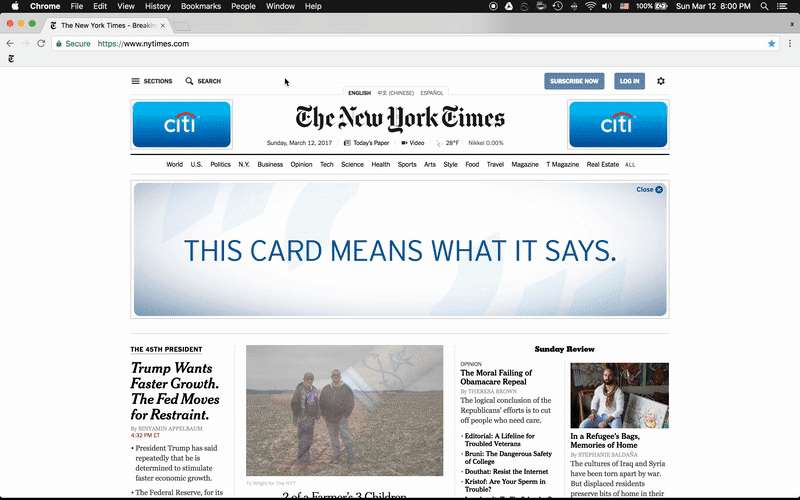 Chrome File Edit View History Bookmarks People Window Help
100% Sun Mar 12 8:00 PM
The New York Times - Breakin
Secure https://www.nytimes.com
SECTIONS SEARCH
SUBSCRIBE NOW LOG IN
ENGLISH 中文 (CHINESE) ESPAÑOL
citi
The New York Times
citi
Sunday, March 12, 2017 Today's Paper Video 28°F Nikkei 0.00%
World U.S. Politics N.Y. Business Opinion Tech Science Health Sports Arts Style Food Travel Magazine T Magazine Real Estate ALL
Close
THIS CARD MEANS WHAT IT SAYS.
THE 45TH PRESIDENT
Trump Wants
Faster Growth.
The Fed Moves
for Restraint.
By BINYAMIN APPELBAUM
4:32 PM ET
• President Trump has said
repeatedly that he is
determined to stimulate
faster economic growth.
• The Federal Reserve, for its
Ty Wright for The NYT
2 of a Farmer's 3 Children
Sunday Review
OPINION
The Moral Failing of
Obamacare Repeal
By THERESA BROWN
The logical conclusion of the
Republicans' efforts is to cut
off people who need care.
• Editorial: A Lifeline for
Troubled Veterans
• Bruni: The Dangerous Safety
of College
• Douthat: Resist the Internet
• Kristof: Are Your Sperm in
Trouble?
In a Refugee's Bags,
Memories of Home
By STEPHANIE SALDAÑA
The cultures of Iraq and Syria
have been torn apart by war.
But displaced residents
preserve bits of home in their